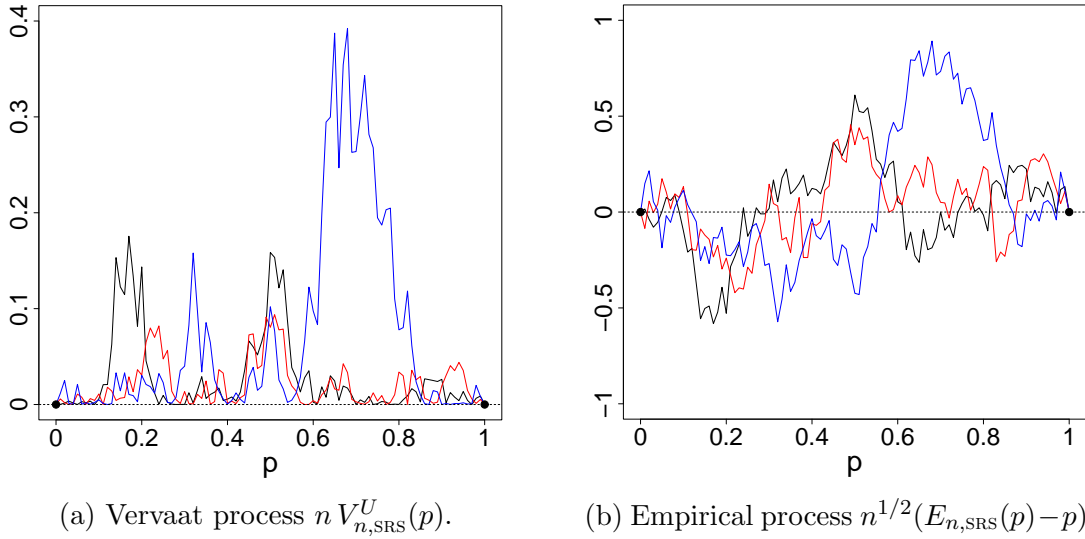 0.4
0.3
0.2
0.1
0
0 0.2 0.4 0.6 0.8 1
p
1
0.5
0
−0.5
−1
0 0.2 0.4 0.6 0.8 1
p
(a) Vervaat process n V^U_{n,SRS}(p).
(b) Empirical process n^{1/2}(E_{n,SRS}(p)−p)